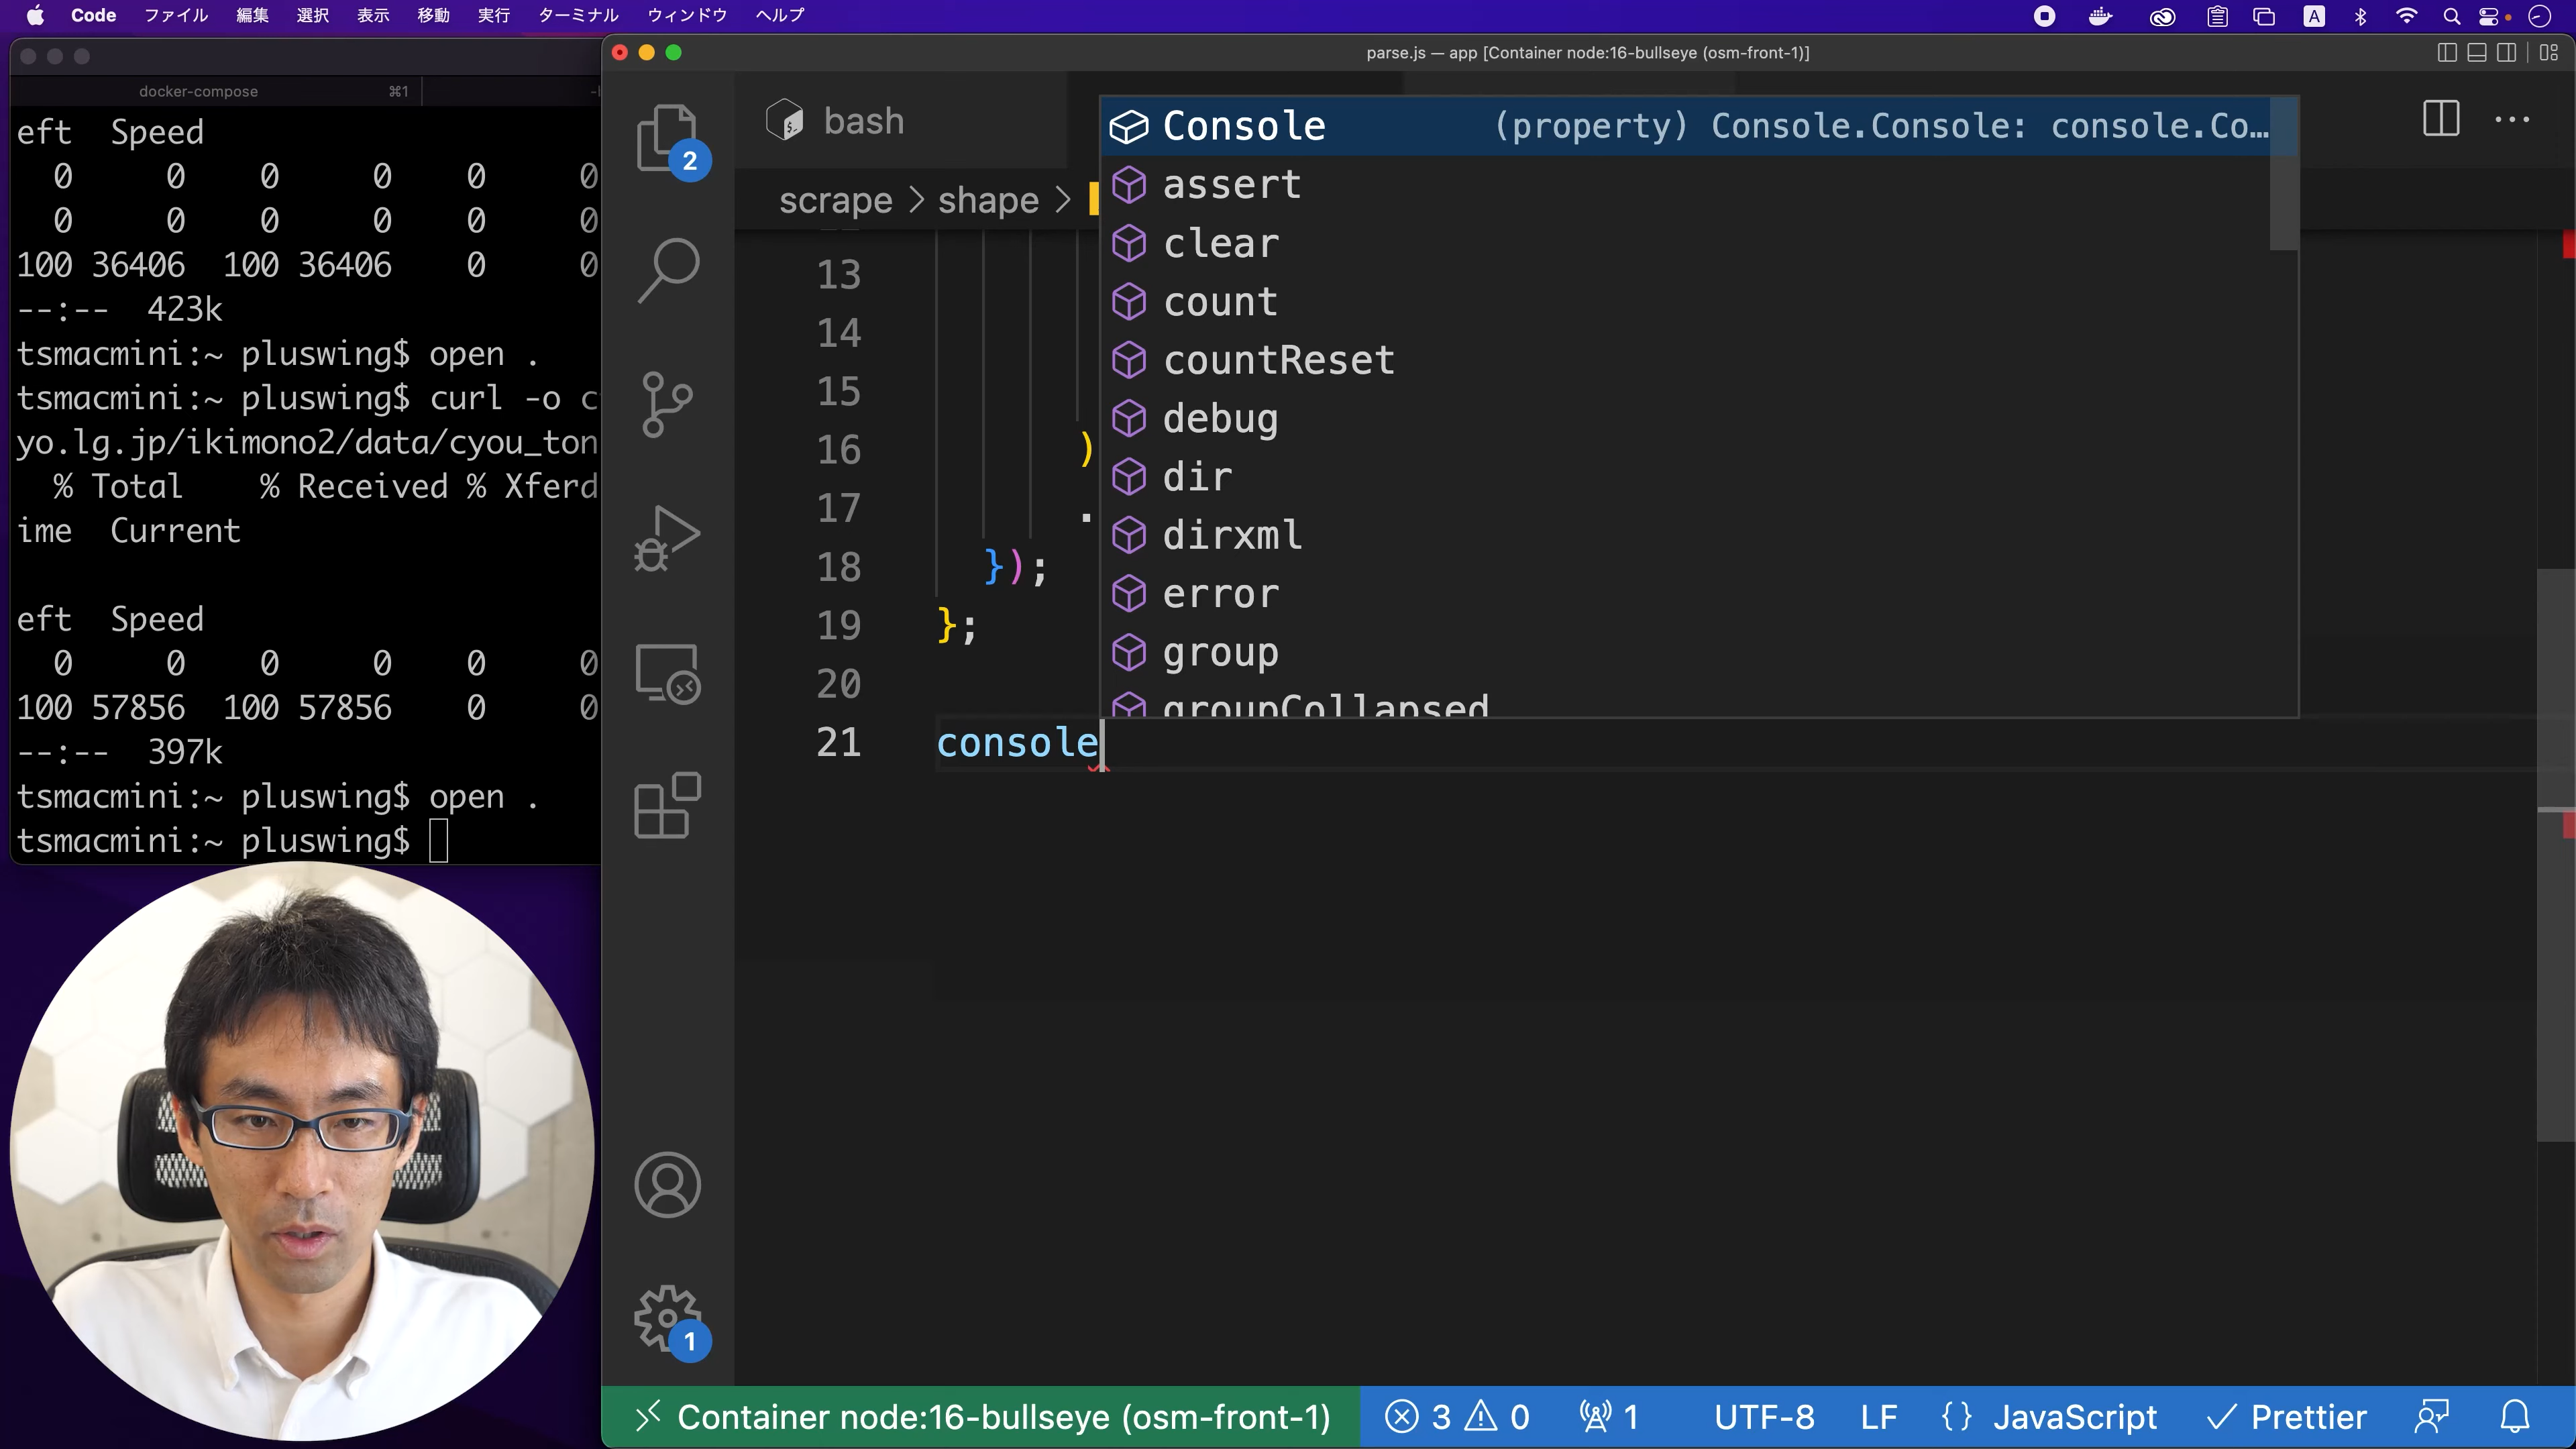 Code ファイル 編集 選択 表示 移動 実行 ターミナル ウィンドウ ヘルプ
A
docker-compose ⌘1
eft Speed
0 0 0 0 0 0
0 0 0 0 0 0
100 36406 100 36406 0 0
--:-- 423k
tsmacmini:~ pluswing$ open .
tsmacmini:~ pluswing$ curl -o c
yo.lg.jp/ikimono2/data/cyou_ton
% Total % Received % Xferd
ime Current
eft Speed
0 0 0 0 0 0
100 57856 100 57856 0 0
--:-- 397k
tsmacmini:~ pluswing$ open .
tsmacmini:~ pluswing$
parse.js — app [Container node:16-bullseye (osm-front-1)]
2
1
bash
scrape > shape >
Console (property) Console.Console: console.Co…
assert
clear
count
countReset
debug
dir
dirxml
error
group
groupCollapsed
13
14
15
16 )
17 .
18 });
19 };
20
21 console
Container node:16-bullseye (osm-front-1) 3 0 1 UTF-8 LF {} JavaScript ✓ Prettier